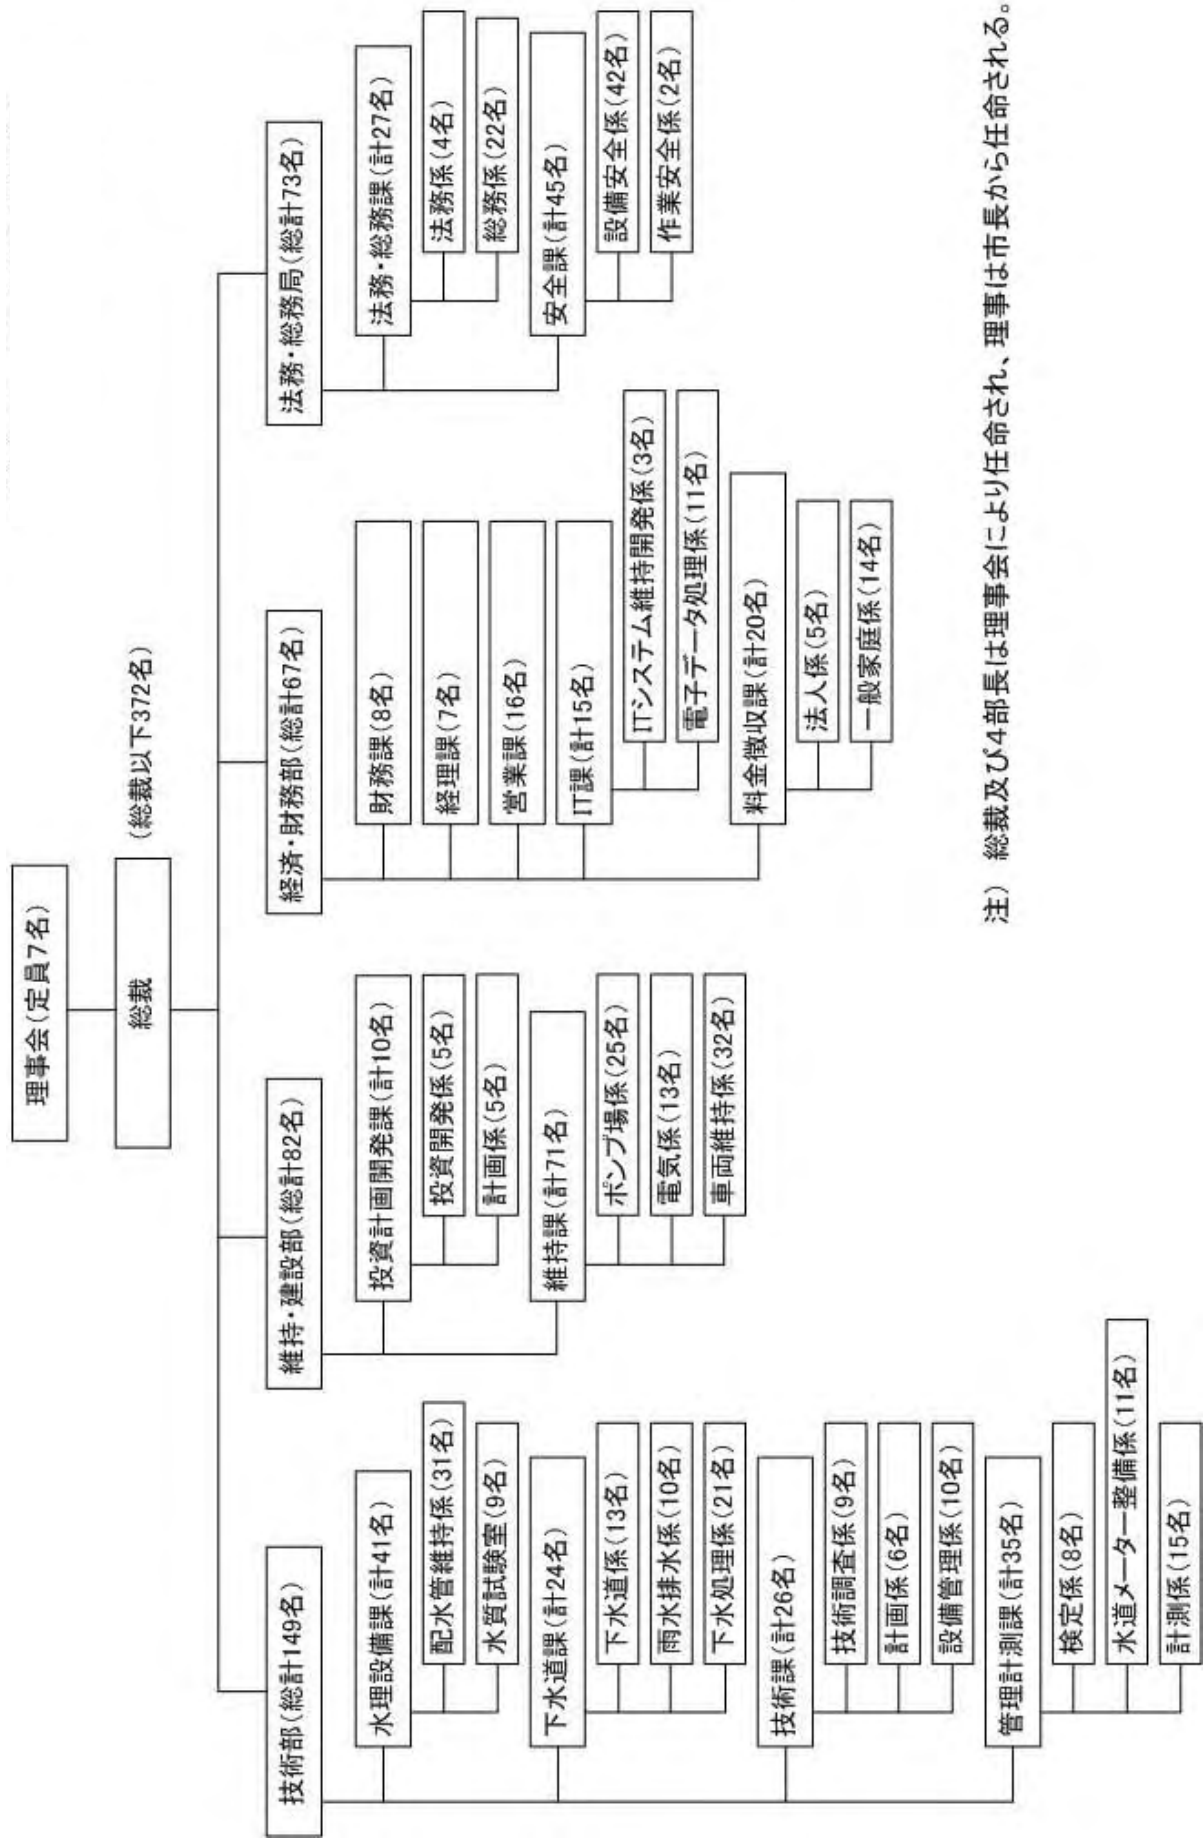 理事会(定員7名)
総裁
(総裁以下372名)
技術部(総計149名)
水理設備課(計41名)
配水管維持係(31名)
水質試験室(9名)
下水道課(計24名)
下水道係(13名)
雨水排水係(10名)
下水処理係(21名)
技術課(計26名)
技術調査係(9名)
計画係(6名)
設備管理係(10名)
管理計測課(計35名)
検定係(8名)
水道メーター整備係(11名)
計測係(15名)
維持・建設部(総計82名)
投資計画開発課(計10名)
投資開発係(5名)
計画係(5名)
維持課(計71名)
ポンプ場係(25名)
電気係(13名)
車両維持係(32名)
経済・財務部(総計67名)
財務課(8名)
経理課(7名)
営業課(16名)
IT課(計15名)
ITシステム維持開発係(3名)
電子データ処理係(11名)
料金徴収課(計20名)
法人係(5名)
一般家庭係(14名)
法務・総務局(総計73名)
法務・総務課(計27名)
法務係(4名)
総務係(22名)
安全課(計45名)
設備安全係(42名)
作業安全係(2名)
注) 総裁及び4部長は理事会により任命され、理事は市長から任命される。